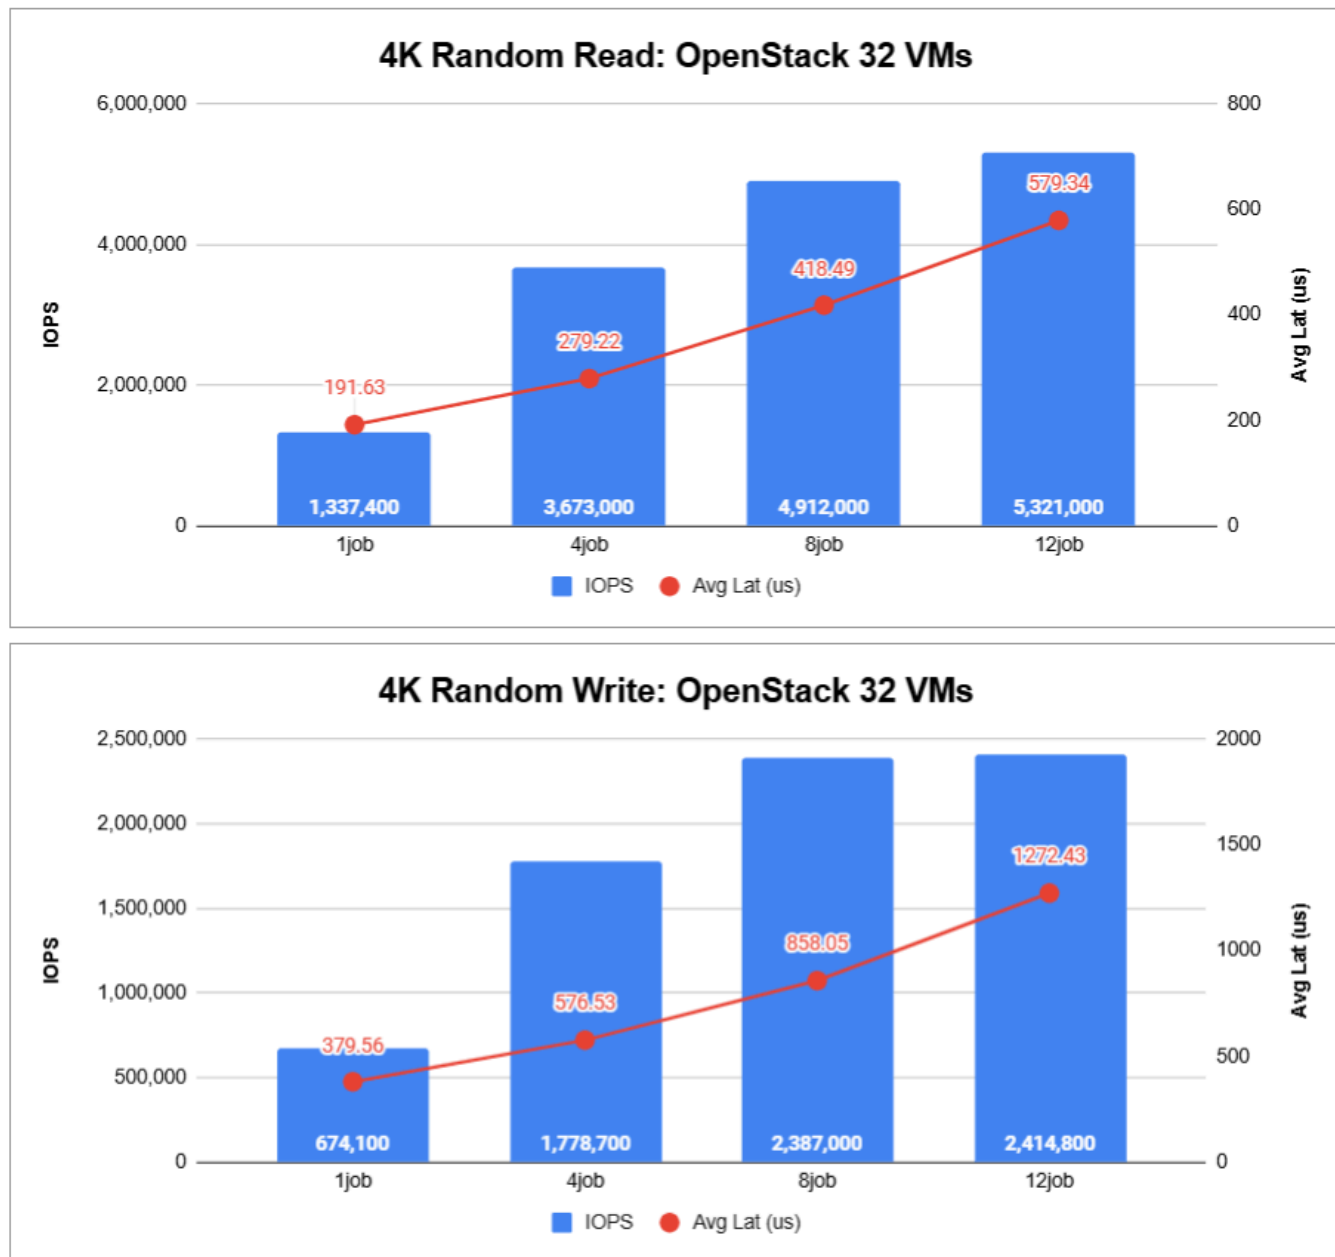 4K Random Read: OpenStack 32 VMs
6,000,000
800
579.34
600
4,000,000
418.49
IOPS
400
Avg Lat (us)
279.22
191.63
2,000,000
200
1,337,400
3,673,000
4,912,000
5,321,000
0
0
1job
4job
8job
12job
IOPS
Avg Lat (us)
4K Random Write: OpenStack 32 VMs
2,500,000
2000
2,000,000
1272.43
1500
1,500,000
858.05
IOPS
1000
Avg Lat (us)
576.53
1,000,000
379.56
500
500,000
674,100
1,778,700
2,387,000
2,414,800
0
0
1job
4job
8job
12job
IOPS
Avg Lat (us)